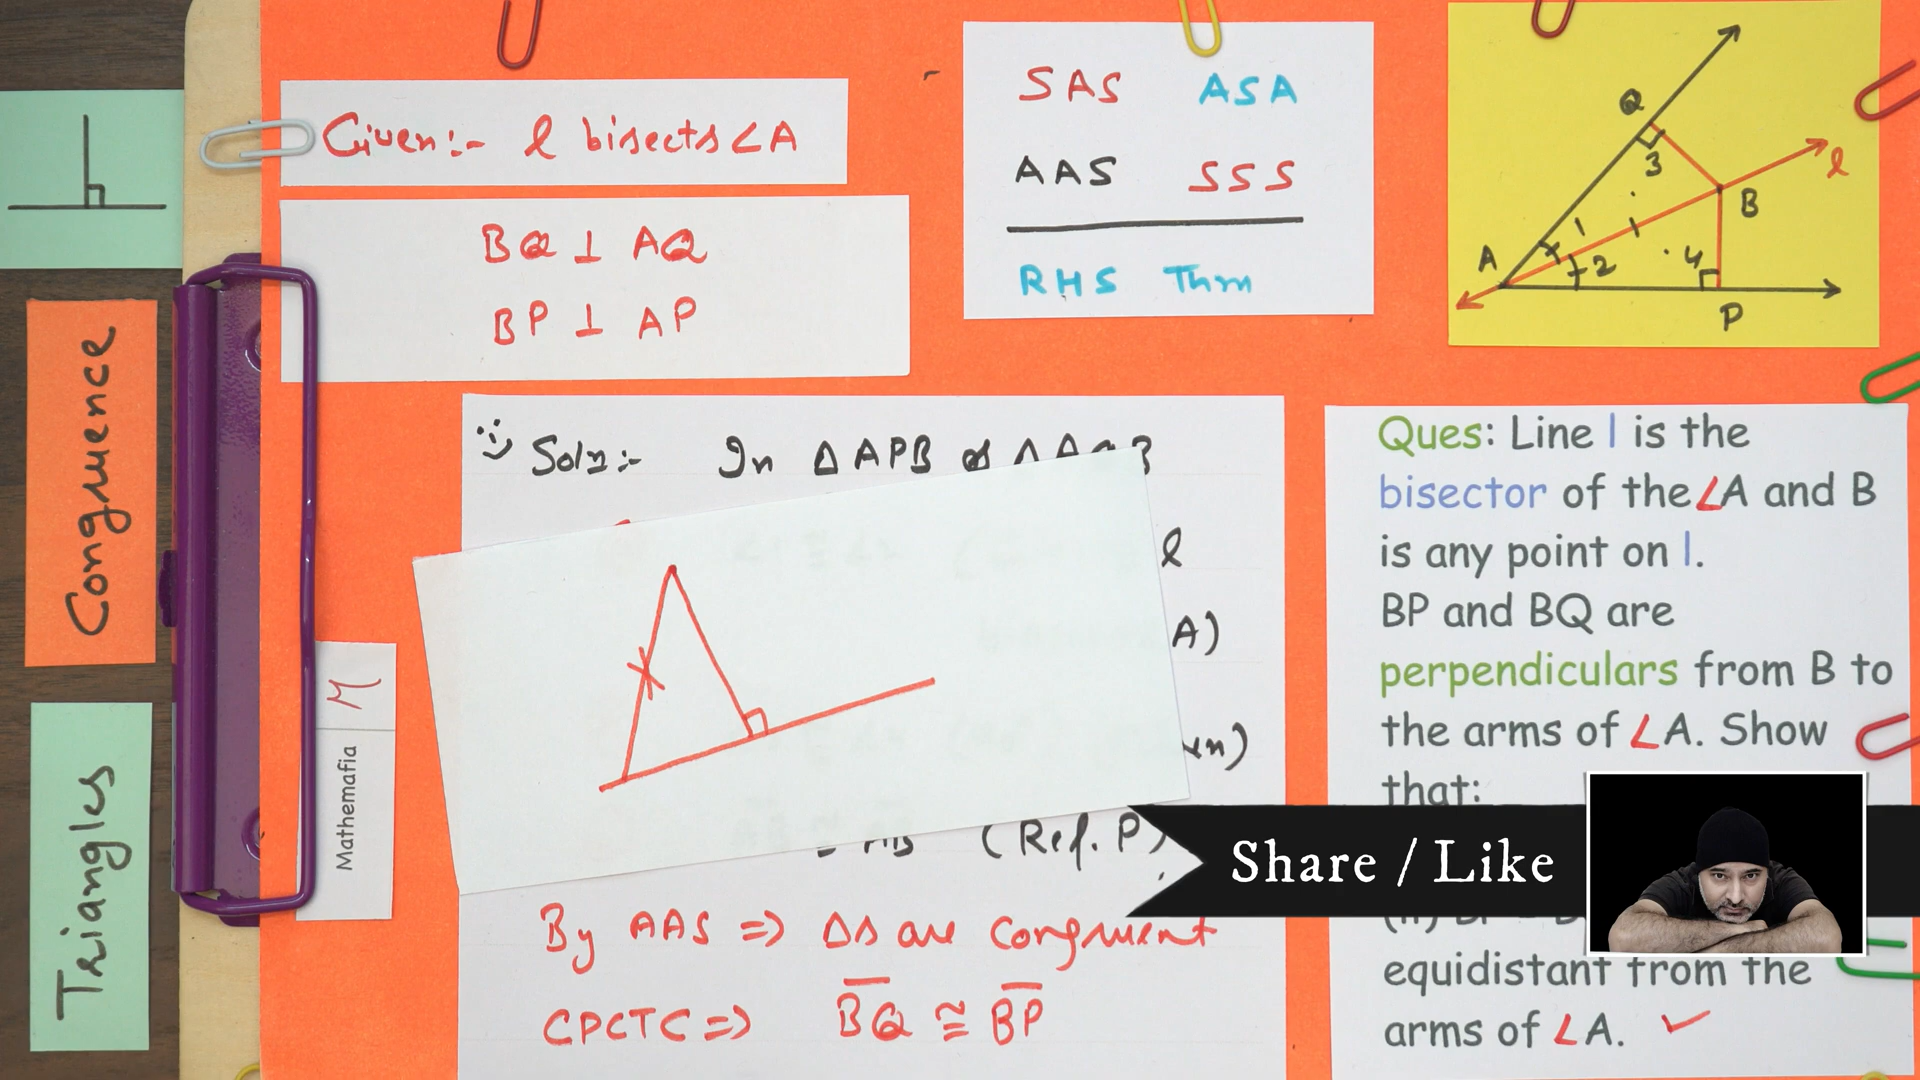 Congruence
Triangles
Given:- l bisects ∠A
BQ ⊥ AQ
BP ⊥ AP
SAS ASA
AAS SSS
RHS Thm
Q
3
l
B
1
A
2
4
P
Soln:- In Δ APB &
l
A)
(Ref. P)
By AAS => Δs are congruent
CPCTC => BQ ≅ BP
M
Mathemafia
Ques: Line l is the
bisector of the ∠A and B
is any point on l.
BP and BQ are
perpendiculars from B to
the arms of ∠A. Show
that:
equidistant from the
arms of ∠A.
Share / Like